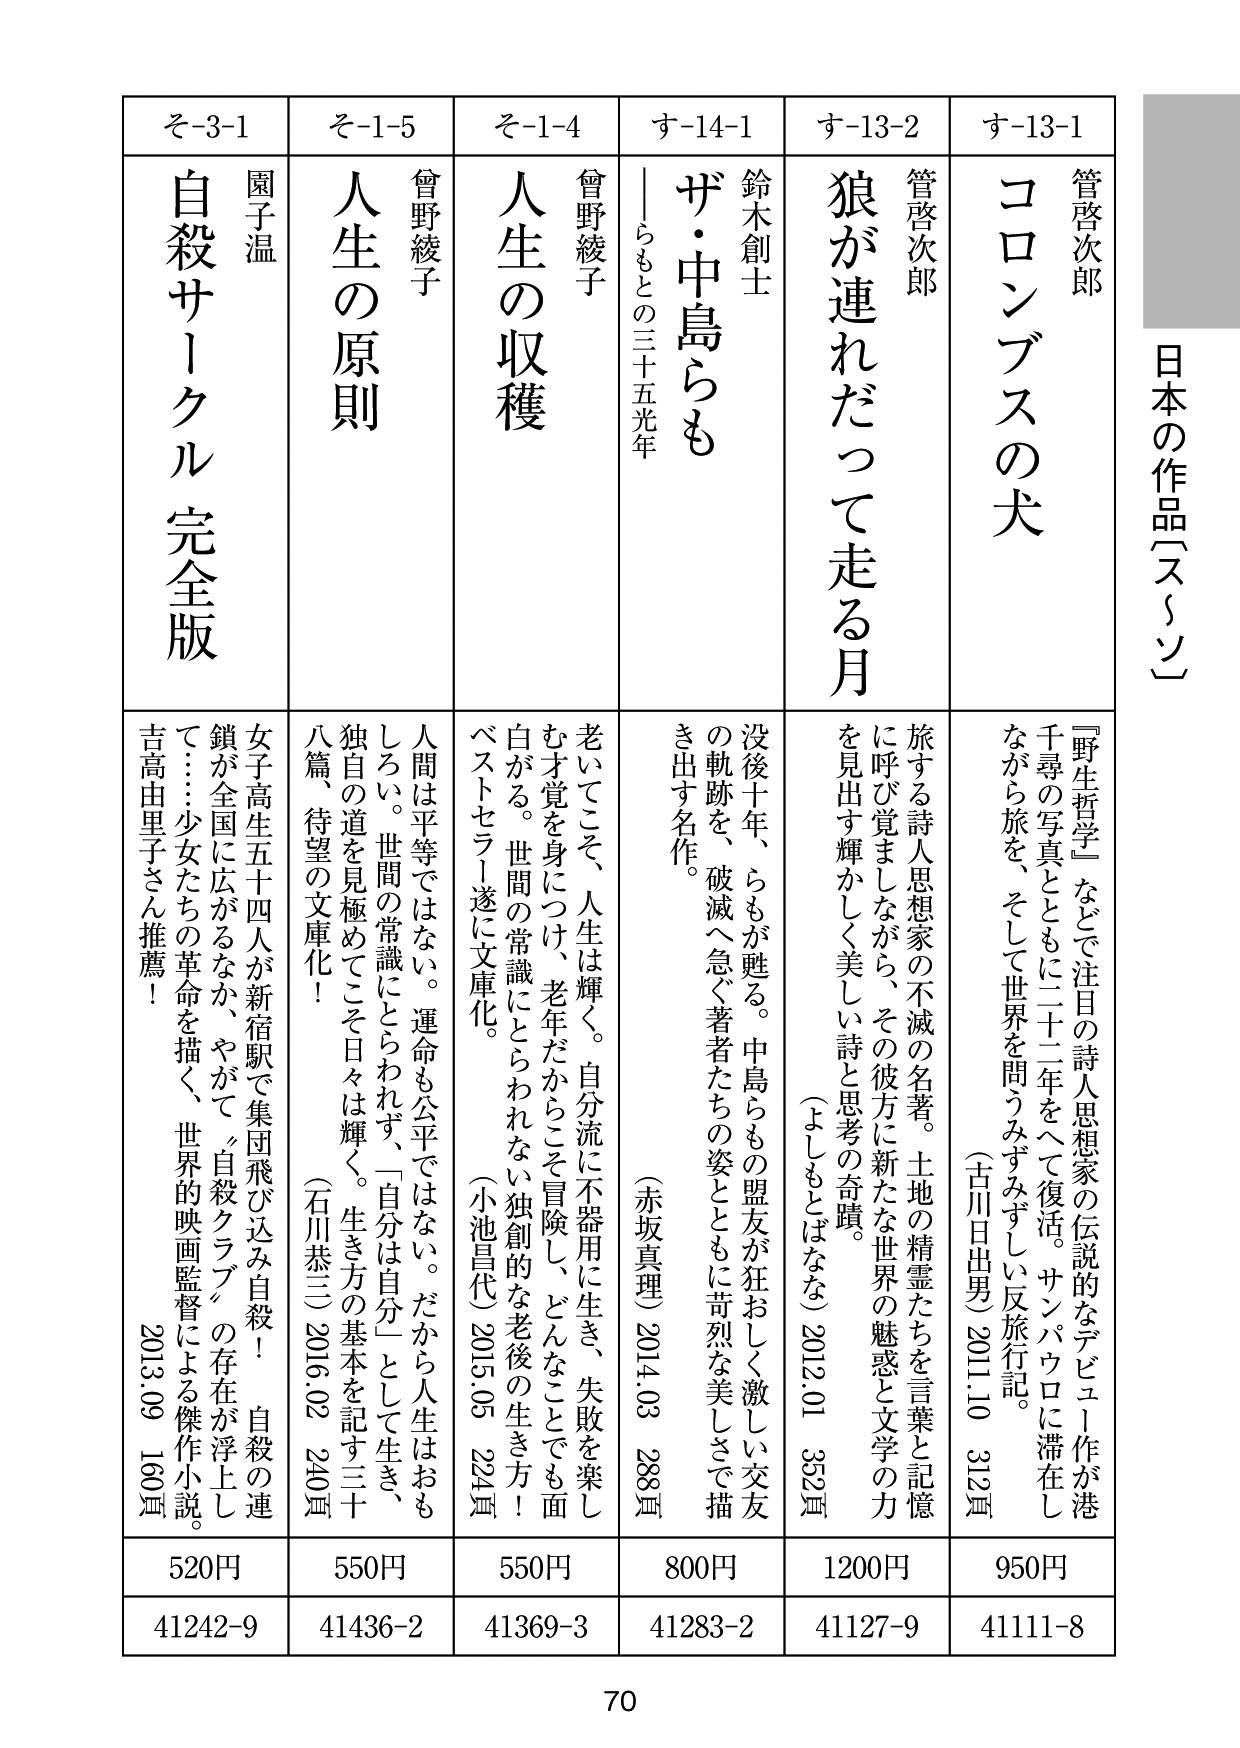 日本の作品〔ス〜ソ〕
す-13-1
管啓次郎
コロンブスの犬
『野生哲学』などで注目の詩人思想家の伝説的なデビュー作が港
千尋の写真とともに二十二年をへて復活。サンパウロに滞在し
ながら旅を、そして世界を問うみずみずしい反旅行記。
（古川日出男）2011.10 312頁
950円
41111-8
す-13-2
管啓次郎
狼が連れだって走る月
旅する詩人思想家の不滅の名著。土地の精霊たちを言葉と記憶
に呼び覚ましながら、その彼方に新たな世界の魅惑と文学の力
を見出す輝かしく美しい詩と思考の奇蹟。
（よしもとばなな）2012.01 352頁
1200円
41127-9
す-14-1
鈴木創士
ザ・中島らも
――らもとの三十五光年
没後十年、らもが甦る。中島らもの盟友が狂おしく激しい交友
の軌跡を、破滅へ急ぐ著者たちの姿とともに苛烈な美しさで描
き出す名作。
（赤坂真理）2014.03 288頁
800円
41283-2
そ-1-4
曾野綾子
人生の収穫
老いてこそ、人生は輝く。自分流に不器用に生き、失敗を楽し
む才覚を身につけ、老年だからこそ冒険し、どんなことでも面
白がる。世間の常識にとらわれない独創的な老後の生き方！
ベストセラー遂に文庫化。
（小池昌代）2015.05 224頁
550円
41369-3
そ-1-5
曾野綾子
人生の原則
人間は平等ではない。運命も公平ではない。だから人生はおも
しろい。世間の常識にとらわれず、「自分は自分」として生き、
独自の道を見極めてこそ日々は輝く。生き方の基本を記す三十
八篇、待望の文庫化！
（石川恭三）2016.02 240頁
550円
41436-2
そ-3-1
園子温
自殺サークル 完全版
女子高生五十四人が新宿駅で集団飛び込み自殺！ 自殺の連
鎖が全国に広がるなか、やがて〝自殺クラブ〟の存在が浮上し
て……少女たちの革命を描く、世界的映画監督による傑作小説。
吉高由里子さん推薦！
2013.09 160頁
520円
41242-9
70